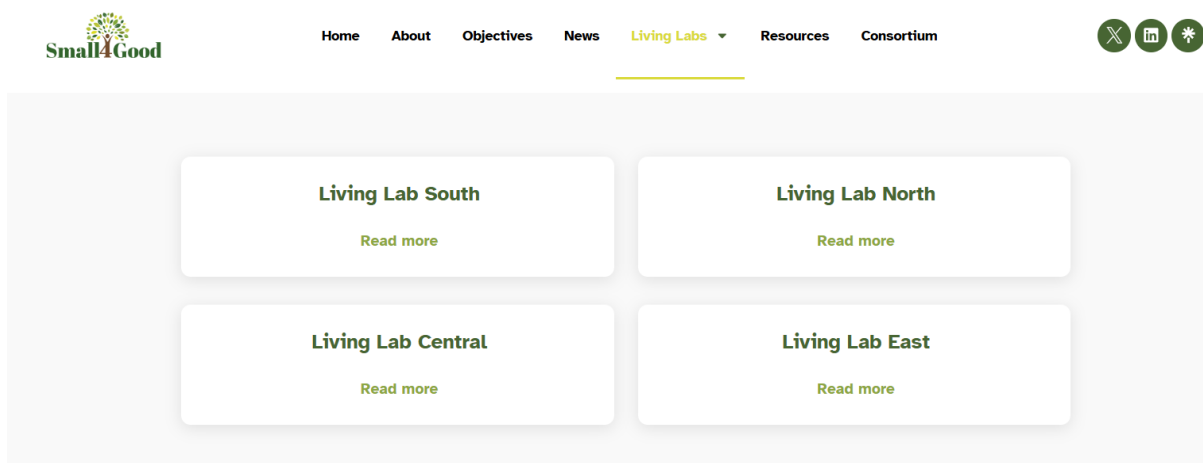 Small4Good
Home About Objectives News Living Labs Resources Consortium
Living Lab South
Read more
Living Lab North
Read more
Living Lab Central
Read more
Living Lab East
Read more